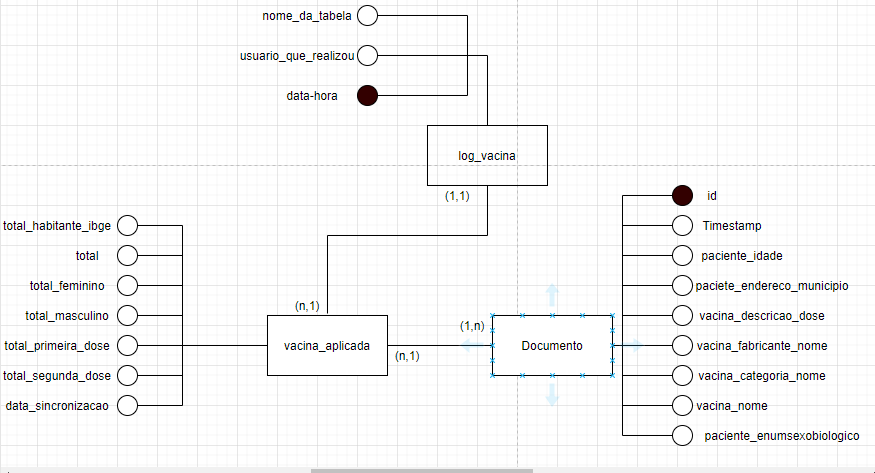 nome_da_tabela
usuario_que_realizou
data-hora
log_vacina
(1,1)
total_habitante_ibge
total
total_feminino
total_masculino
total_primeira_dose
total_segunda_dose
data_sincronizacao
(n,1)
vacina_aplicada
(n,1)
(1,n)
Documento
id
Timestamp
paciente_idade
paciete_endereco_municipio
vacina_descricao_dose
vacina_fabricante_nome
vacina_categoria_nome
vacina_nome
paciente_enumsexobiologico